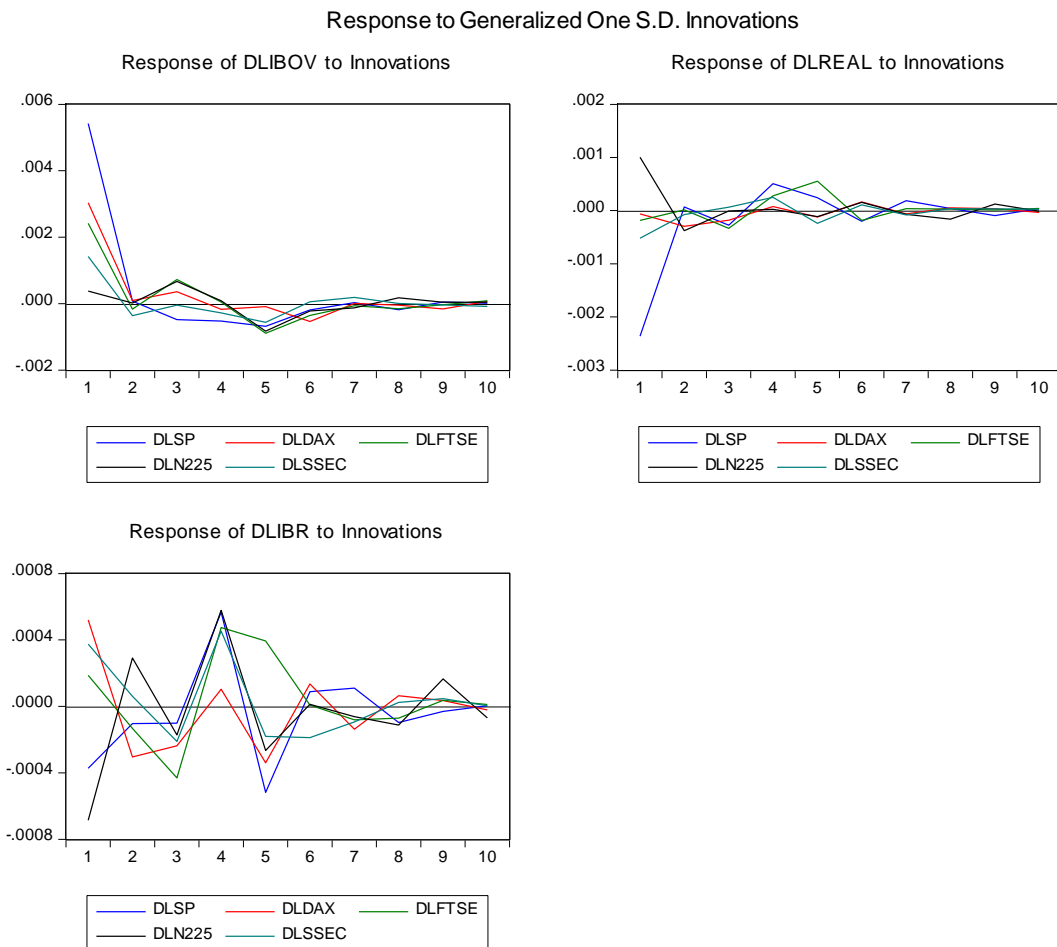 Response to Generalized One S.D. Innovations
Response of DLIBOV to Innovations
.006
.004
.002
.000
-.002
1 2 3 4 5 6 7 8 9 10
DLSP DLDAX DLFTSE
DLN225 DLSSEC
Response of DLREAL to Innovations
.002
.001
.000
-.001
-.002
-.003
1 2 3 4 5 6 7 8 9 10
DLSP DLDAX DLFTSE
DLN225 DLSSEC
Response of DLIBR to Innovations
.0008
.0004
.0000
-.0004
-.0008
1 2 3 4 5 6 7 8 9 10
DLSP DLDAX DLFTSE
DLN225 DLSSEC